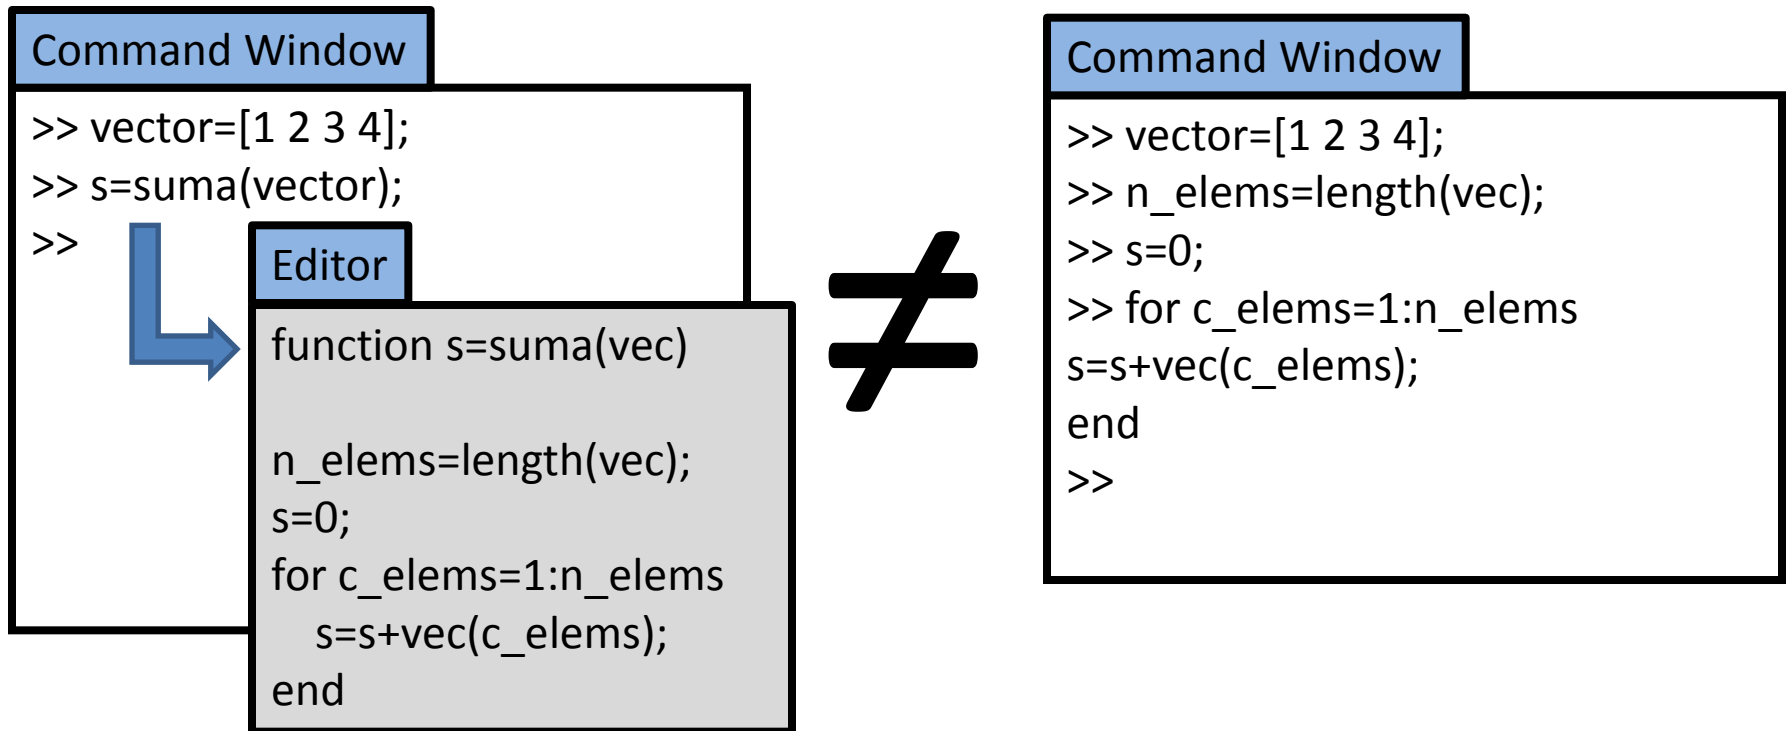 Command Window
>> vector=[1 2 3 4];
>> s=suma(vector);
>>
Editor
function s=suma(vec)
n_elems=length(vec);
s=0;
for c_elems=1:n_elems
s=s+vec(c_elems);
end
≠
Command Window
>> vector=[1 2 3 4];
>> n_elems=length(vec);
>> s=0;
>> for c_elems=1:n_elems
s=s+vec(c_elems);
end
>>